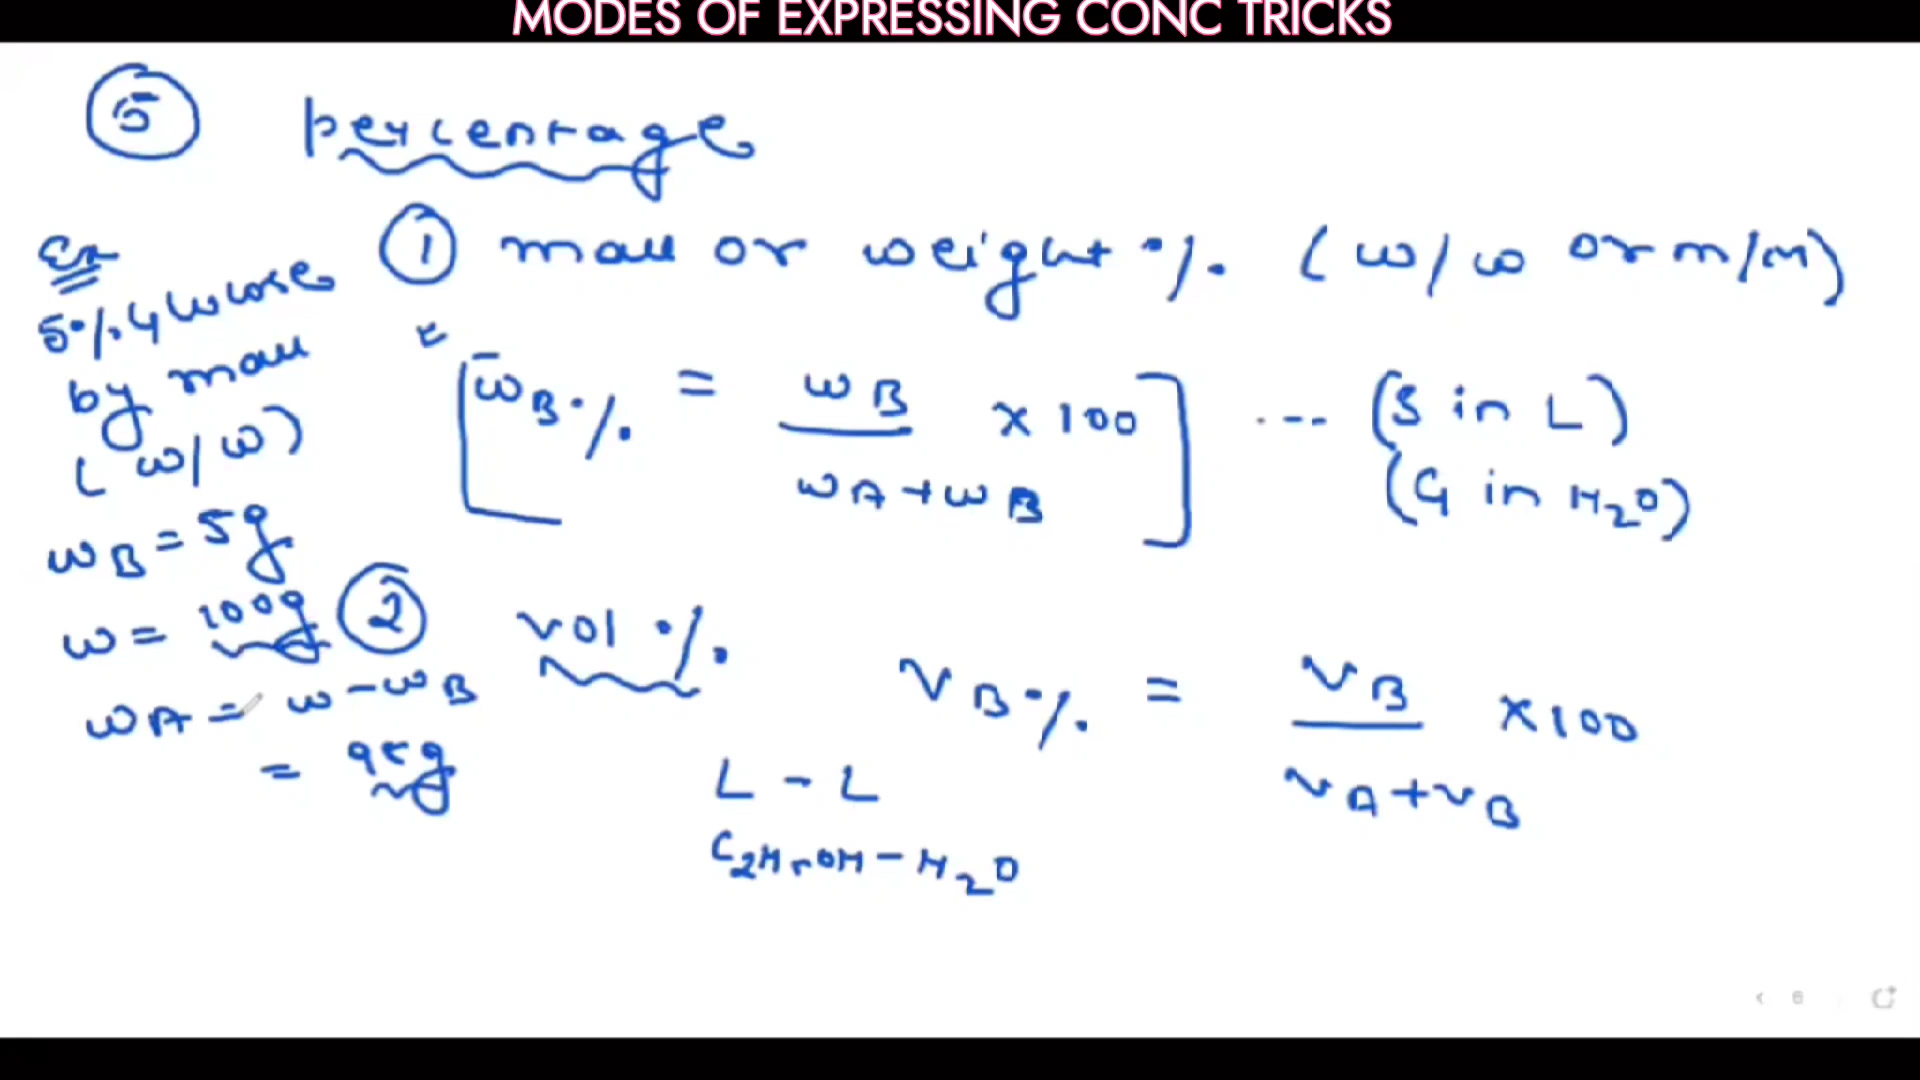 MODES OF EXPRESSING CONC TRICKS
5 percentage
① mass or weight % (w/w or m/M)
w̄B% = wB / wA+wB × 100 --- (S in L)
(G in H2O)
Ex
5% glucose
by mass
(w/w)
wB = 5g
w = 100g
wA = w - wB
= 95g
② vol % vB% = vB / vA+vB × 100
L - L
C2H5OH - H2O
6